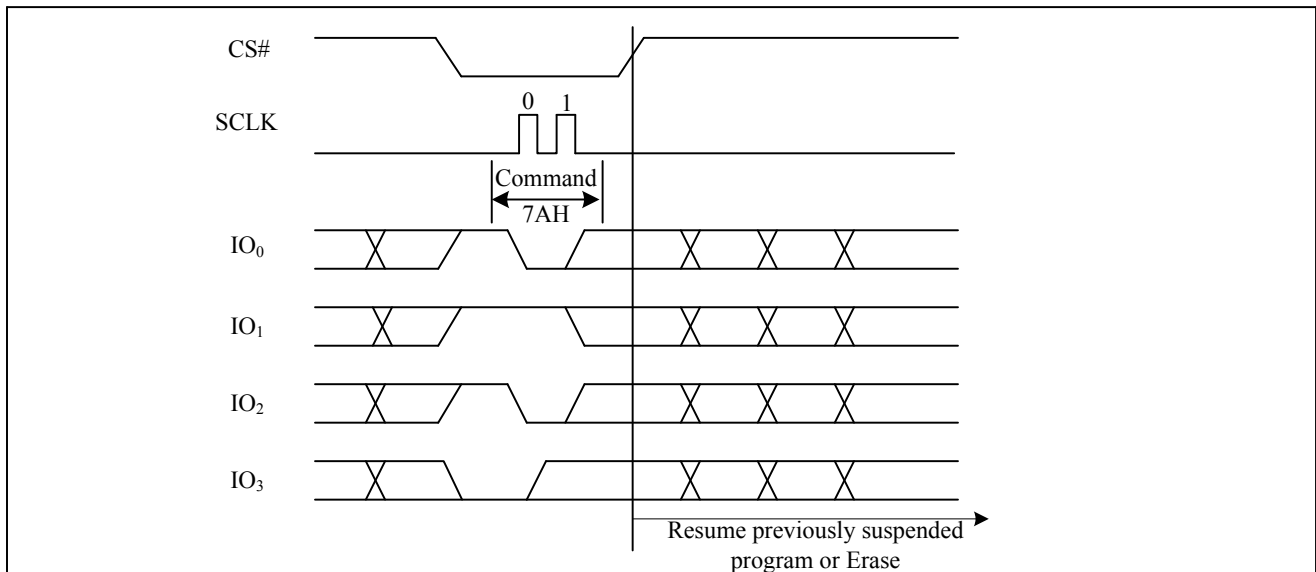 CS#
0 1
SCLK
Command
7AH
IO₀
IO₁
IO₂
IO₃
Resume previously suspended
program or Erase